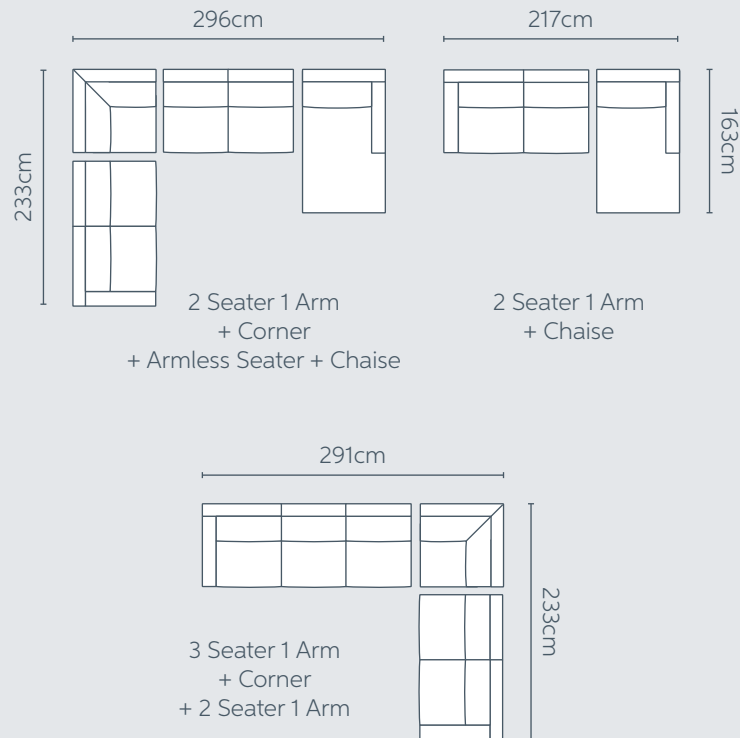 296cm
217cm
233cm
163cm
2 Seater 1 Arm
+ Corner
+ Armless Seater + Chaise
2 Seater 1 Arm
+ Chaise
291cm
233cm
3 Seater 1 Arm
+ Corner
+ 2 Seater 1 Arm